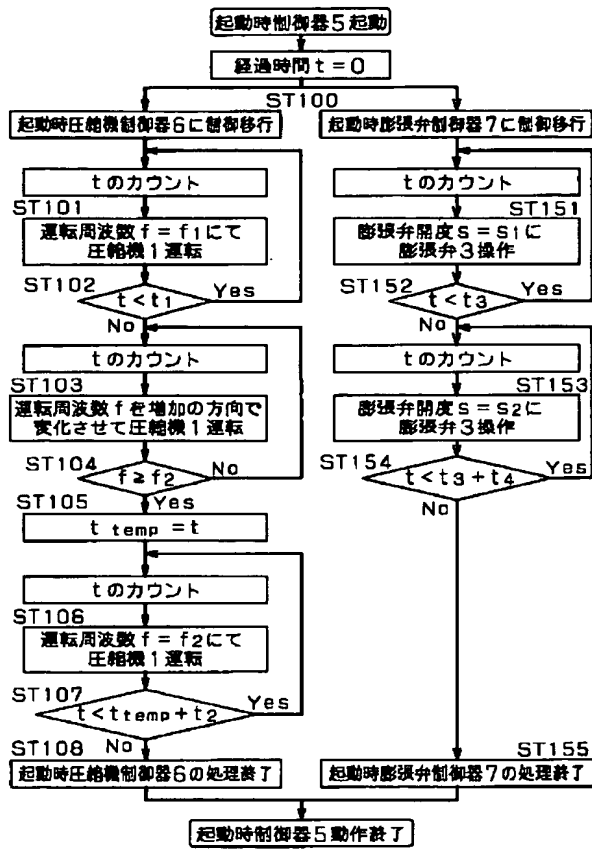 起動時制御器5起動
経過時間t=0
ST100
起動時圧縮機制御器6に制御移行
tのカウント
ST101
運転周波数f=f1にて
圧縮機1運転
ST102
t<t1
Yes
No
tのカウント
ST103
運転周波数fを増加の方向で
変化させて圧縮機1運転
ST104
f≥f2
No
Yes
ST105
t temp=t
tのカウント
ST106
運転周波数f=f2にて
圧縮機1運転
ST107
t<ttemp+t2
Yes
No
ST108
起動時圧縮機制御器6の処理終了
起動時膨張弁制御器7に制御移行
tのカウント
ST151
膨張弁開度s=s1に
膨張弁3操作
ST152
t<t3
Yes
No
tのカウント
ST153
膨張弁開度s=s2に
膨張弁3操作
ST154
t<t3+t4
Yes
No
ST155
起動時膨張弁制御器7の処理終了
起動時制御器5動作終了